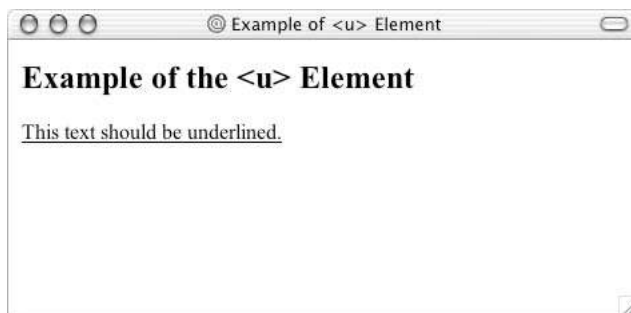 Example of <u> Element
Example of the <u> Element
This text should be underlined.